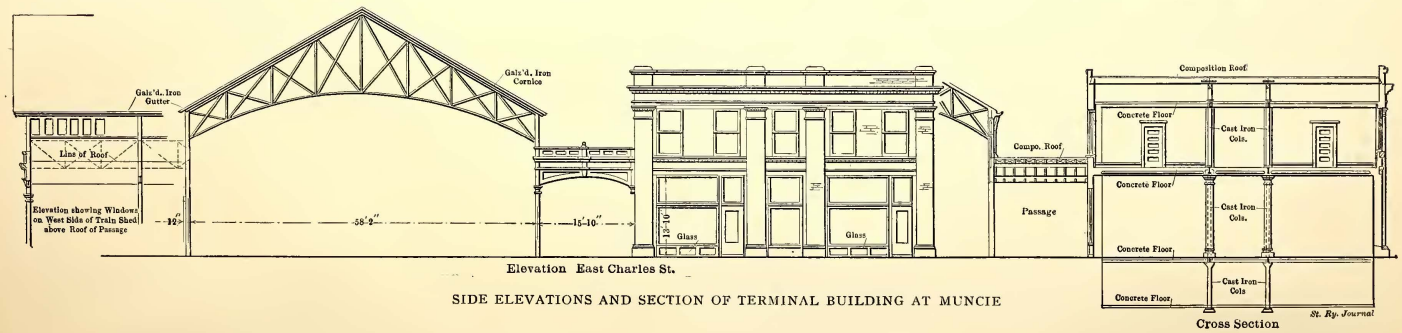 Galz'd. Iron
Gutter
Line of Roof
Elevation showing Windows
on West Side of Train Shed
above Roof of Passage
12"
58'2"
Galz'd. Iron
Cornice
15'10"
13'10"
Glass
Glass
Compo. Roof
Passage
Composition Roof
Concrete Floor
Cast Iron
Cols.
Concrete Floor
Cast Iron
Cols.
Concrete Floor
Cast Iron
Cols
Concrete Floor
Elevation East Charles St.
SIDE ELEVATIONS AND SECTION OF TERMINAL BUILDING AT MUNCIE
St. Ry. Journal
Cross Section